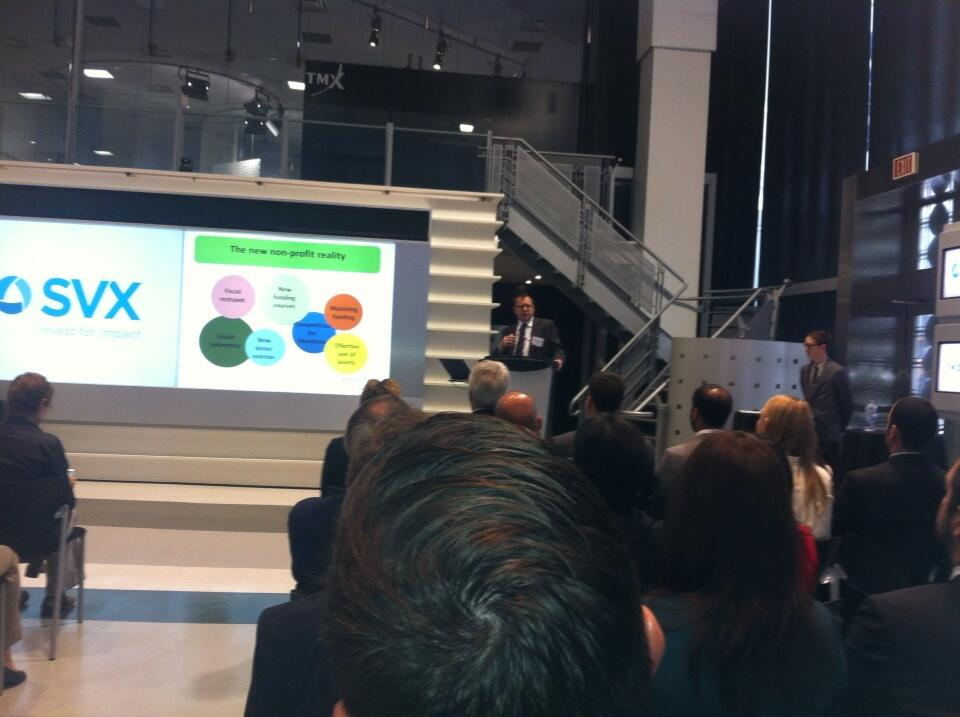 TMX
EXIT
SVX
invest for impact
The new non-profit reality
Fiscal
restraint
New
funding
sources
Matching
funding
Social
enterprise
New
donor
sources
Competition
for
resources
Effective
use of
assets